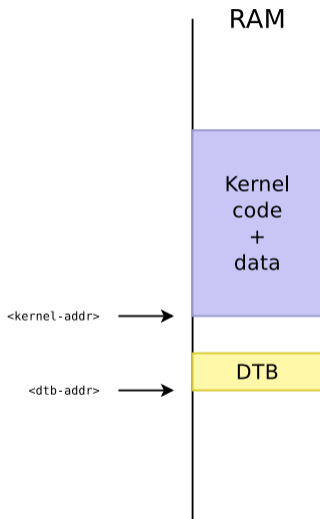 RAM
Kernel
code
+
data
<kernel-addr>
DTB
<dtb-addr>